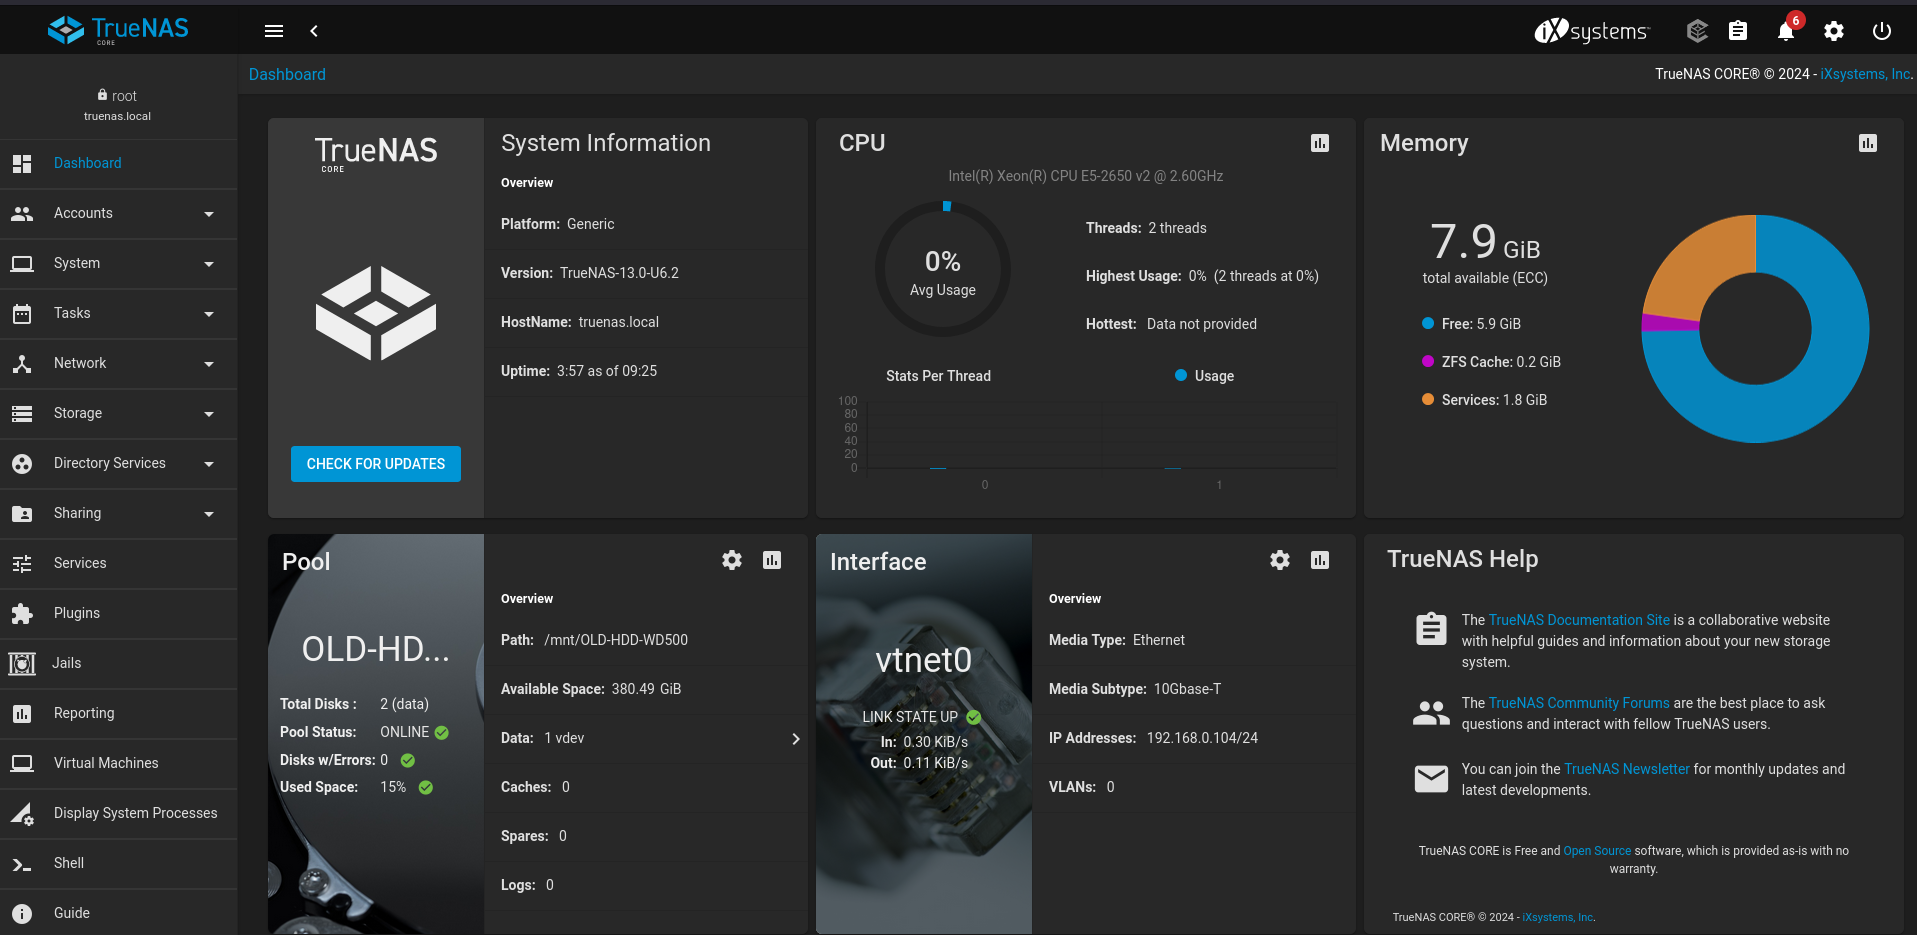 TrueNAS
CORE
iXsystems
6
Dashboard
TrueNAS CORE® © 2024 - iXsystems, Inc.
root
truenas.local
Dashboard
Accounts
System
Tasks
Network
Storage
Directory Services
Sharing
Services
Plugins
Jails
Reporting
Virtual Machines
Display System Processes
Shell
Guide
TrueNAS
CORE
CHECK FOR UPDATES
System Information
Overview
Platform: Generic
Version: TrueNAS-13.0-U6.2
HostName: truenas.local
Uptime: 3:57 as of 09:25
CPU
Intel(R) Xeon(R) CPU E5-2650 v2 @ 2.60GHz
0%
Avg Usage
Threads: 2 threads
Highest Usage: 0% (2 threads at 0%)
Hottest: Data not provided
Stats Per Thread
Usage
100
80
60
40
20
0
0 1
Memory
7.9 GiB
total available (ECC)
Free: 5.9 GiB
ZFS Cache: 0.2 GiB
Services: 1.8 GiB
Pool
OLD-HD...
Total Disks : 2 (data)
Pool Status: ONLINE
Disks w/Errors: 0
Used Space: 15%
Overview
Path: /mnt/OLD-HDD-WD500
Available Space: 380.49 GiB
Data: 1 vdev
Caches: 0
Spares: 0
Logs: 0
Interface
vtnet0
LINK STATE UP
In: 0.30 KiB/s
Out: 0.11 KiB/s
Overview
Media Type: Ethernet
Media Subtype: 10Gbase-T
IP Addresses: 192.168.0.104/24
VLANs: 0
TrueNAS Help
The TrueNAS Documentation Site is a collaborative website
with helpful guides and information about your new storage
system.
The TrueNAS Community Forums are the best place to ask
questions and interact with fellow TrueNAS users.
You can join the TrueNAS Newsletter for monthly updates and
latest developments.
TrueNAS CORE is Free and Open Source software, which is provided as-is with no
warranty.
TrueNAS CORE® © 2024 - iXsystems, Inc.